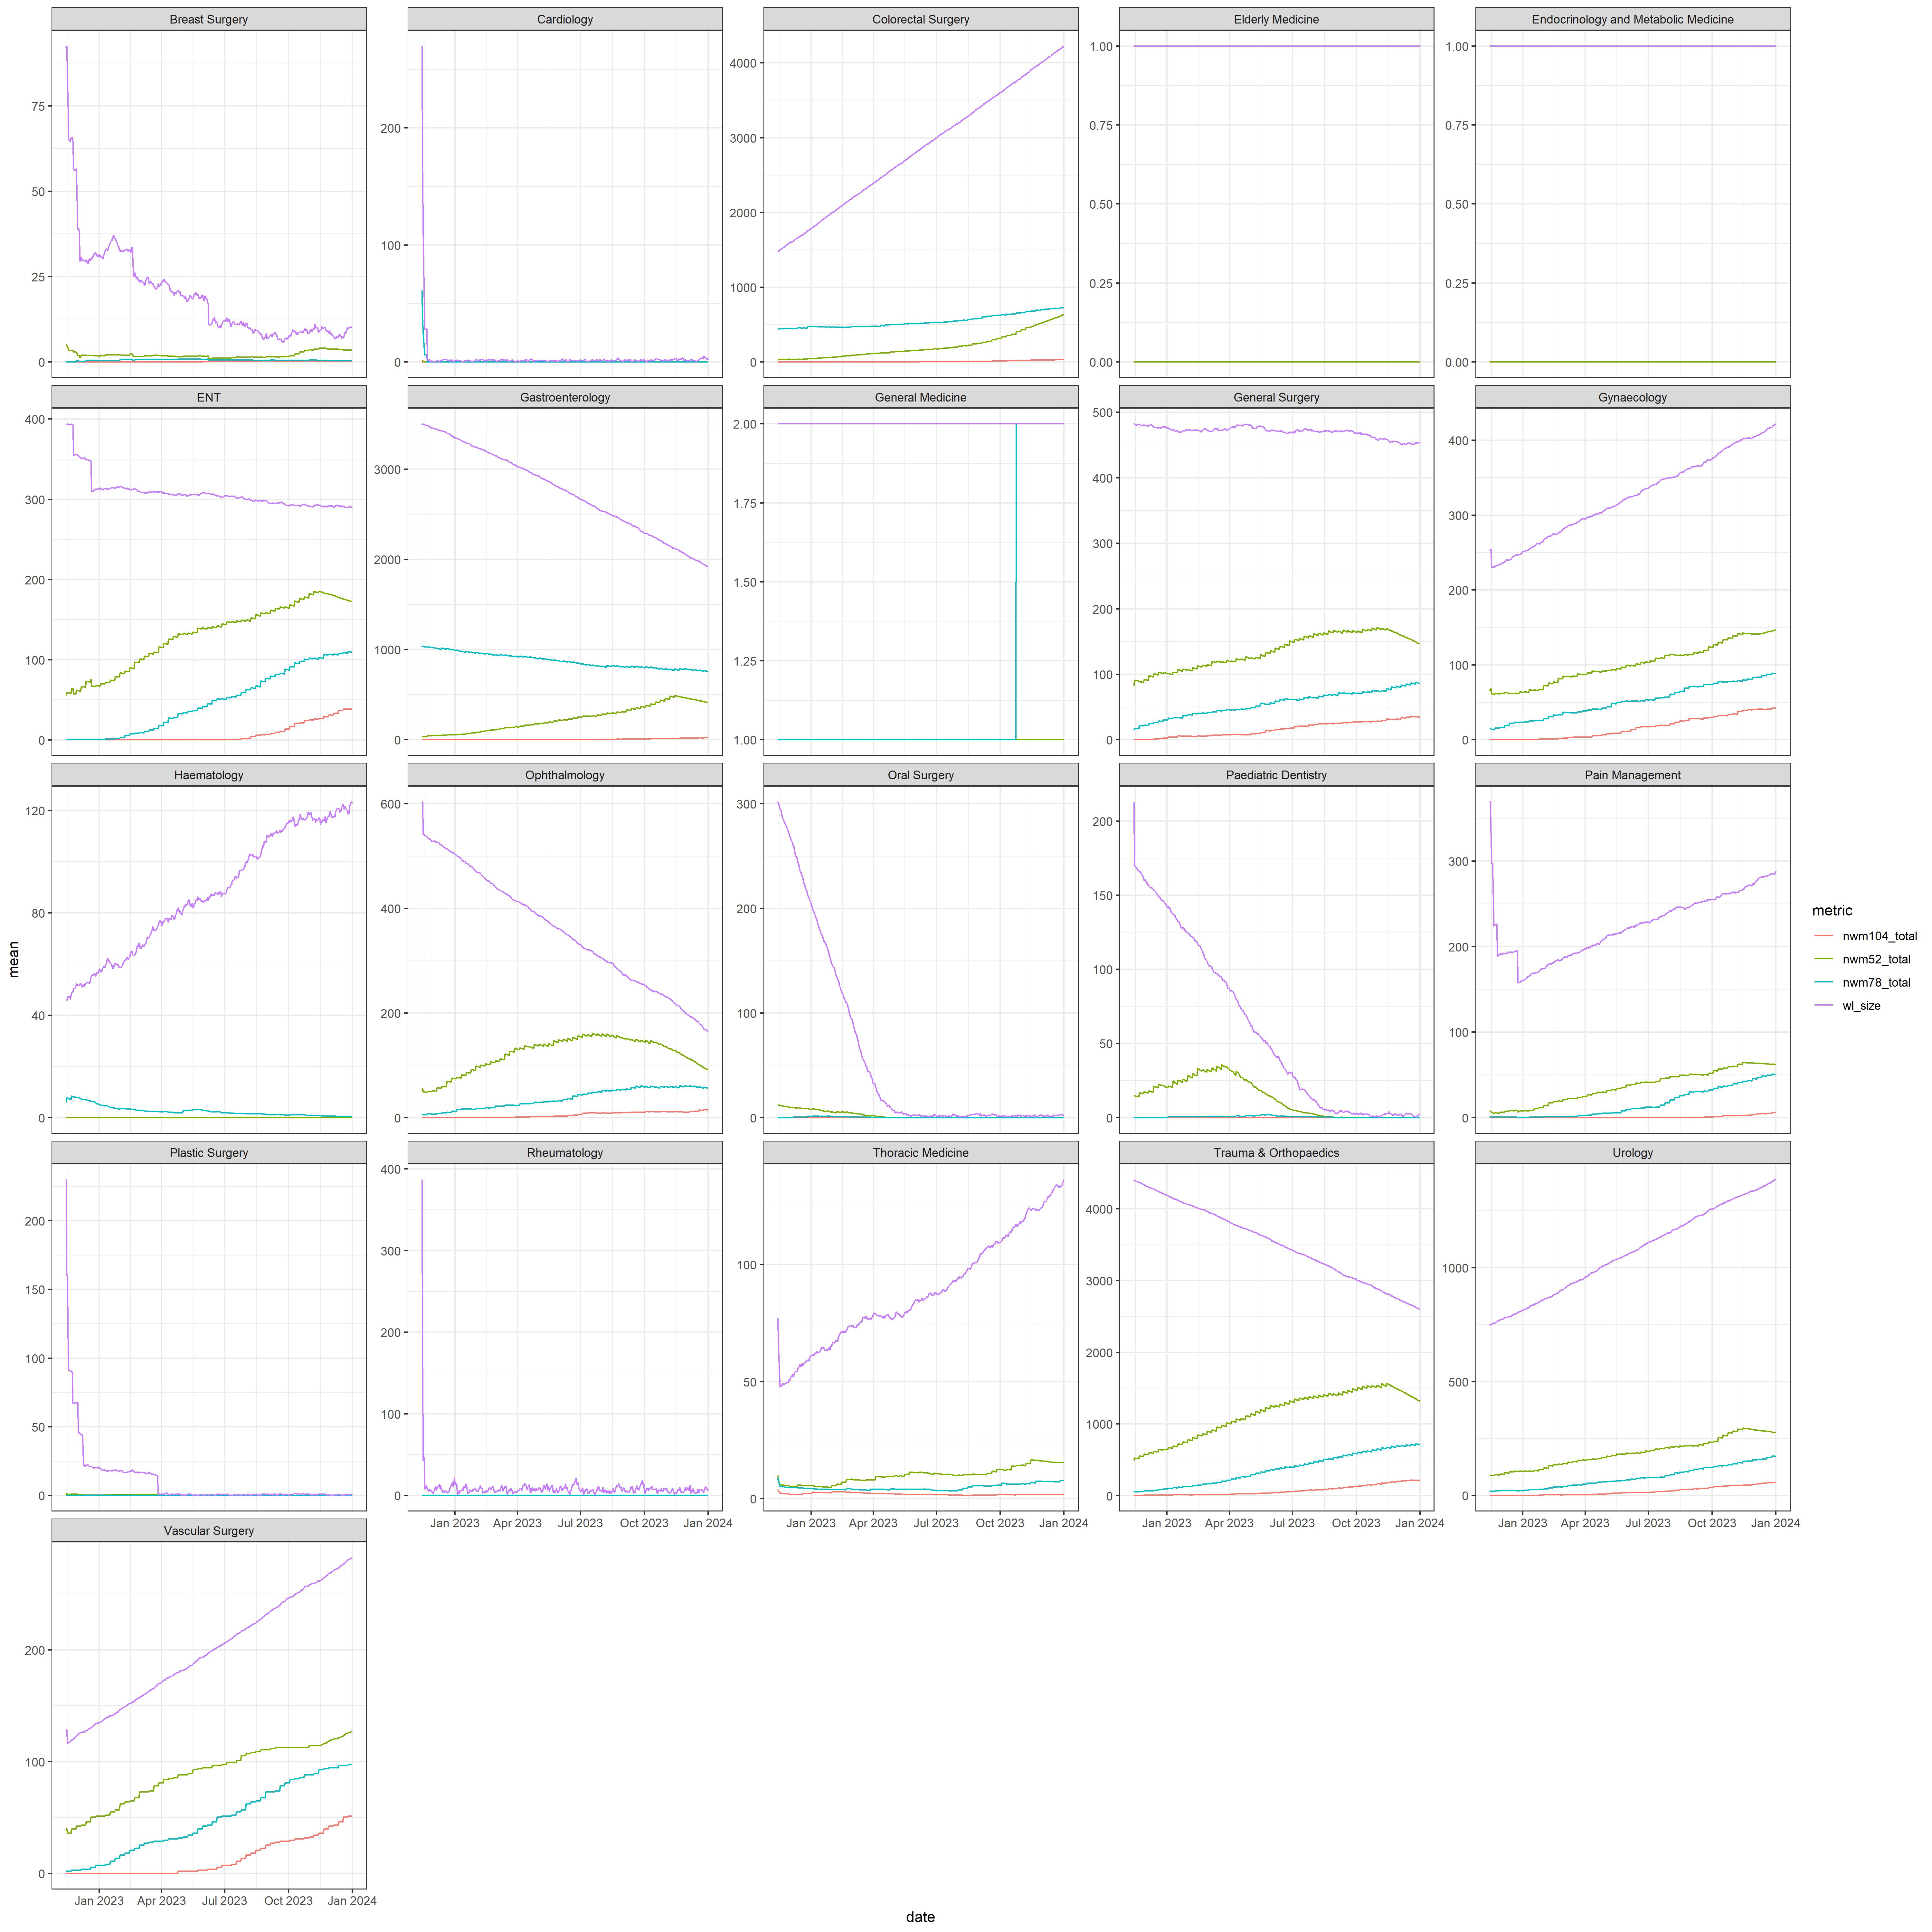 Breast Surgery
Cardiology
Colorectal Surgery
Elderly Medicine
Endocrinology and Metabolic Medicine
75
50
25
0
200
100
0
4000
3000
2000
1000
0
1.00
0.75
0.50
0.25
0.00
1.00
0.75
0.50
0.25
0.00
ENT
Gastroenterology
General Medicine
General Surgery
Gynaecology
400
300
200
100
0
3000
2000
1000
0
2.00
1.75
1.50
1.25
1.00
500
400
300
200
100
0
400
300
200
100
0
Haematology
Ophthalmology
Oral Surgery
Paediatric Dentistry
Pain Management
120
80
40
0
600
400
200
0
300
200
100
0
200
150
100
50
0
300
200
100
0
Plastic Surgery
Rheumatology
Thoracic Medicine
Trauma & Orthopaedics
Urology
200
150
100
50
0
400
300
200
100
0
100
50
0
4000
3000
2000
1000
0
1000
500
0
Jan 2023 Apr 2023 Jul 2023 Oct 2023 Jan 2024
Jan 2023 Apr 2023 Jul 2023 Oct 2023 Jan 2024
Jan 2023 Apr 2023 Jul 2023 Oct 2023 Jan 2024
Jan 2023 Apr 2023 Jul 2023 Oct 2023 Jan 2024
Vascular Surgery
200
100
0
Jan 2023 Apr 2023 Jul 2023 Oct 2023 Jan 2024
mean
date
metric
nwm104_total
nwm52_total
nwm78_total
wl_size